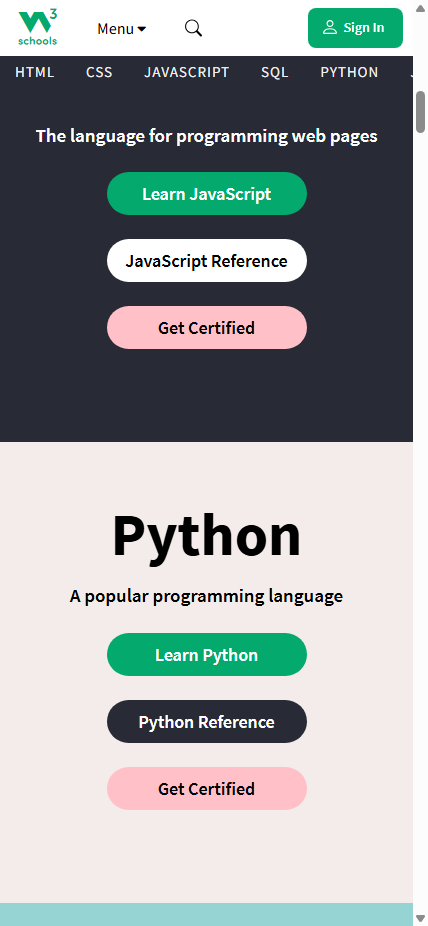 3
schools
Menu
Sign In
HTML CSS JAVASCRIPT SQL PYTHON
The language for programming web pages
Learn JavaScript
JavaScript Reference
Get Certified
Python
A popular programming language
Learn Python
Python Reference
Get Certified